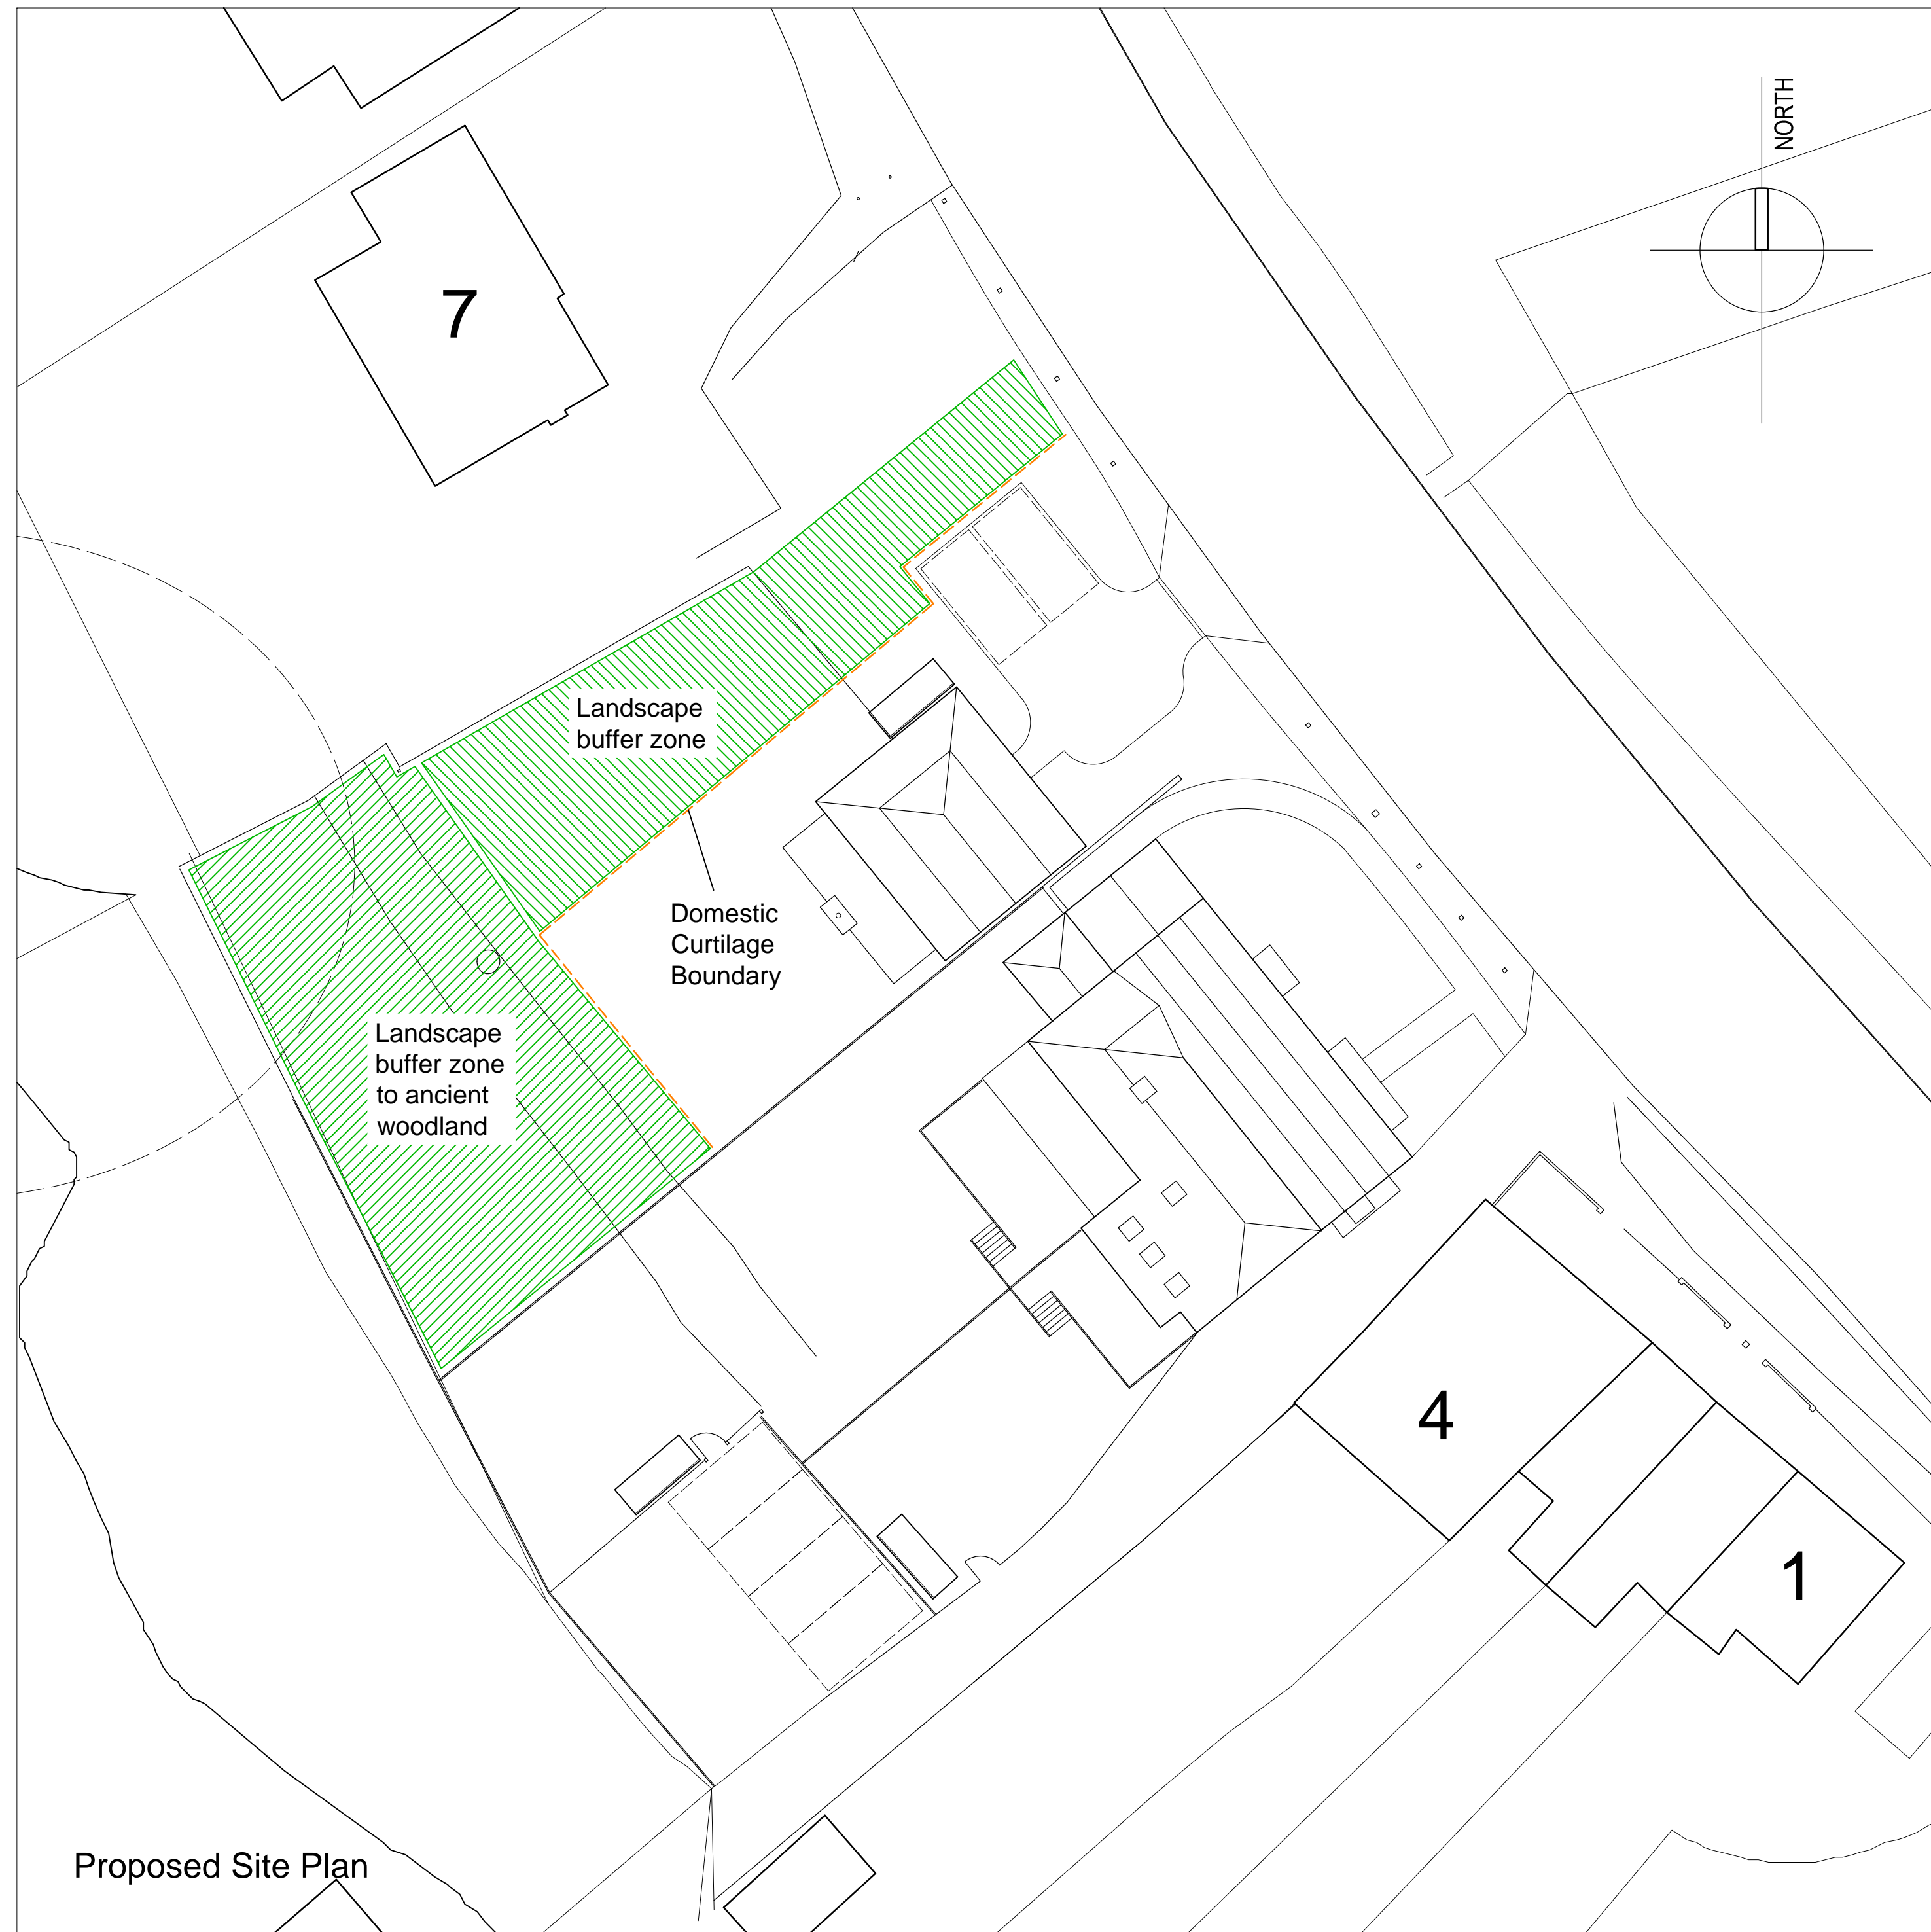 NORTH
7
Landscape
buffer zone
Domestic
Curtilage
Boundary
Landscape
buffer zone
to ancient
woodland
4
1
Proposed Site Plan